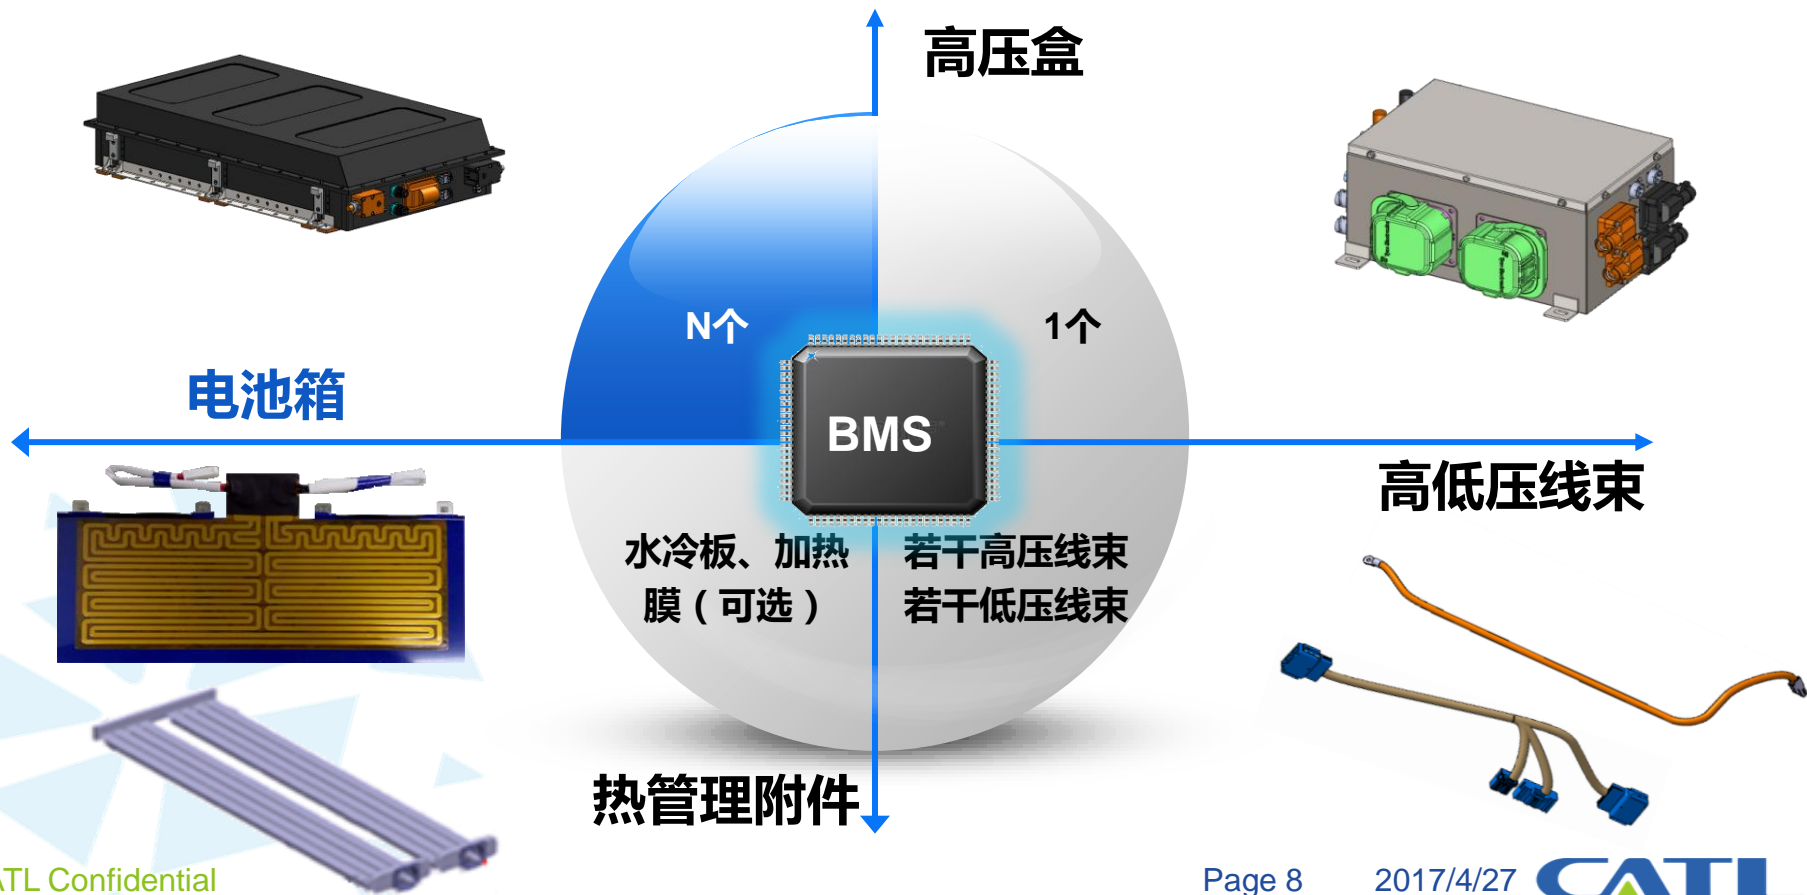 高压盒
N个
1个
电池箱
BMS
高低压线束
水冷板、加热
膜（可选）
若干高压线束
若干低压线束
热管理附件
ATL Confidential
Page 8
2017/4/27
CATL